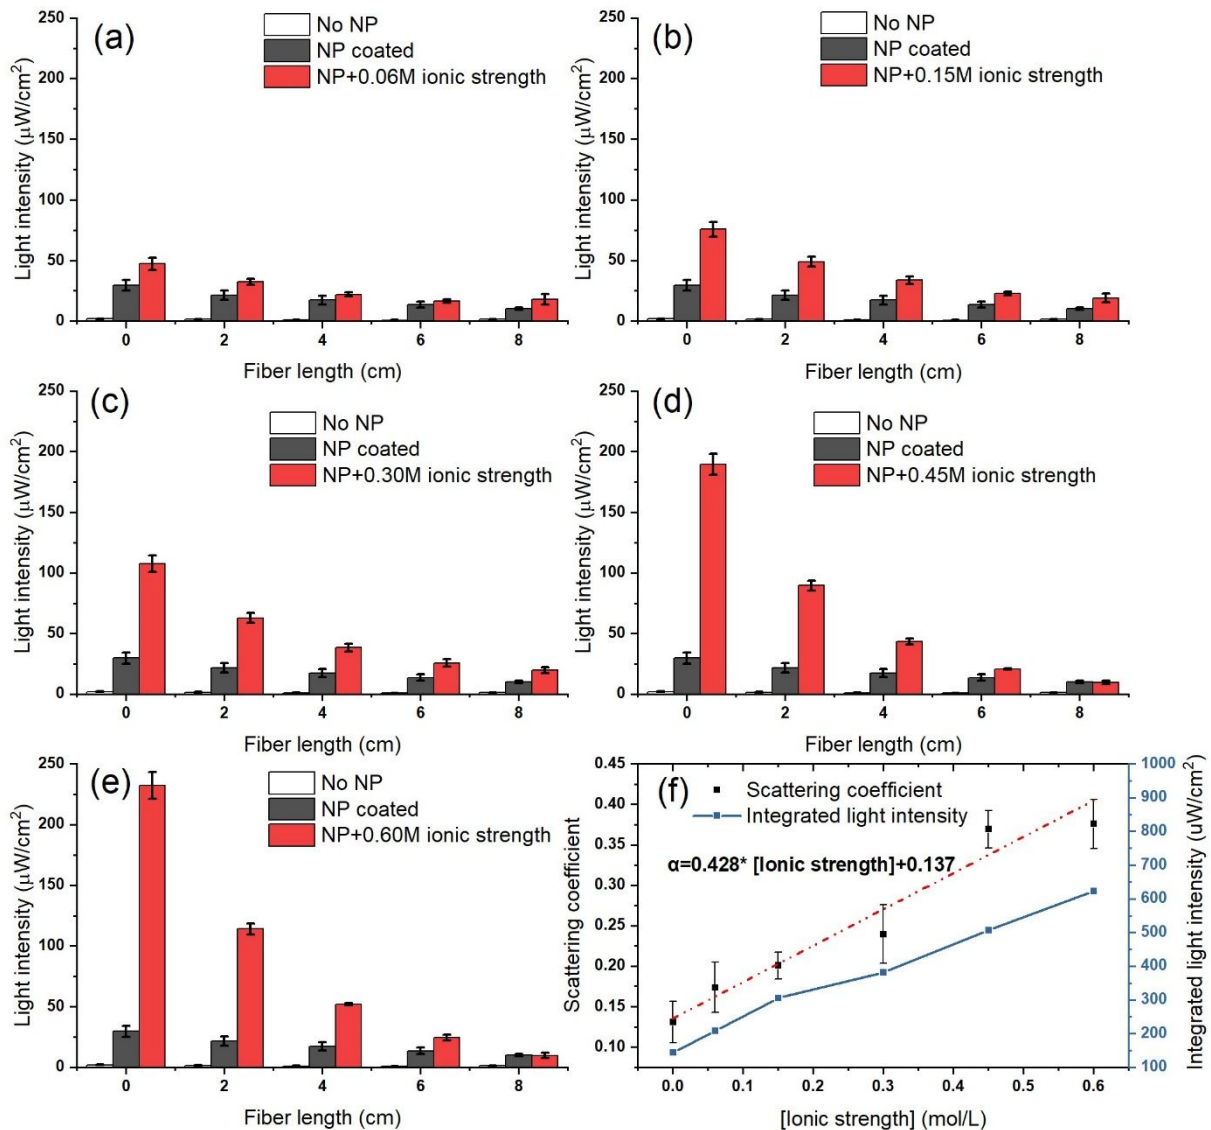 (a)
No NP
NP coated
NP+0.06M ionic strength
Light intensity (μW/cm²)
250
200
150
100
50
0
0 2 4 6 8
Fiber length (cm)
(b)
No NP
NP coated
NP+0.15M ionic strength
Light intensity (μW/cm²)
250
200
150
100
50
0
0 2 4 6 8
Fiber length (cm)
(c)
No NP
NP coated
NP+0.30M ionic strength
Light intensity (μW/cm²)
250
200
150
100
50
0
0 2 4 6 8
Fiber length (cm)
(d)
No NP
NP coated
NP+0.45M ionic strength
Light intensity (μW/cm²)
250
200
150
100
50
0
0 2 4 6 8
Fiber length (cm)
(e)
No NP
NP coated
NP+0.60M ionic strength
Light intensity (μW/cm²)
250
200
150
100
50
0
0 2 4 6 8
Fiber length (cm)
(f)
Scattering coefficient
Integrated light intensity
α=0.428* [Ionic strength]+0.137
Scattering coefficient
0.45
0.40
0.35
0.30
0.25
0.20
0.15
0.10
Integrated light intensity (uW/cm²)
1000
900
800
700
600
500
400
300
200
100
0.0 0.1 0.2 0.3 0.4 0.5 0.6
[Ionic strength] (mol/L)